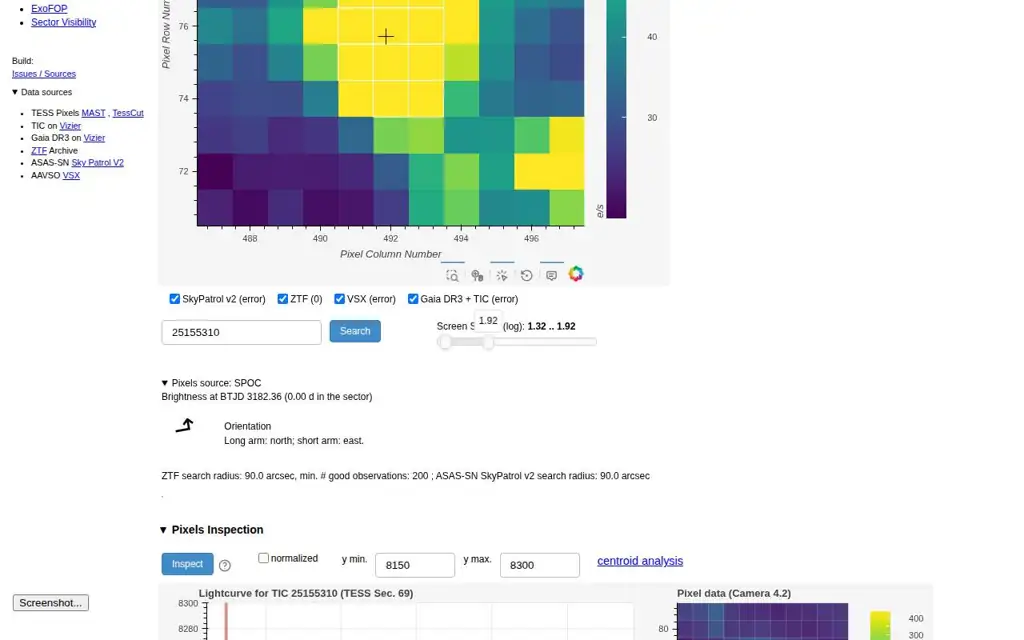 ExoFOP
Sector Visibility
Build:
Issues / Sources
▼ Data sources
TESS Pixels MAST , TessCut
TIC on Vizier
Gaia DR3 on Vizier
ZTF Archive
ASAS-SN Sky Patrol V2
AAVSO VSX
Screenshot...
Pixel Row Num
76
74
72
488 490 492 494 496
Pixel Column Number
40
30
e/s
SkyPatrol v2 (error) ZTF (0) VSX (error) Gaia DR3 + TIC (error)
25155310 Search
Screen S (log): 1.32 .. 1.92
1.92
▼ Pixels source: SPOC
Brightness at BTJD 3182.36 (0.00 d in the sector)
Orientation
Long arm: north; short arm: east.
ZTF search radius: 90.0 arcsec, min. # good observations: 200 ; ASAS-SN SkyPatrol v2 search radius: 90.0 arcsec
.
▼ Pixels Inspection
Inspect ? normalized y min. 8150 y max. 8300 centroid analysis
Lightcurve for TIC 25155310 (TESS Sec. 69)
8300
8280
Pixel data (Camera 4.2)
80
400
300